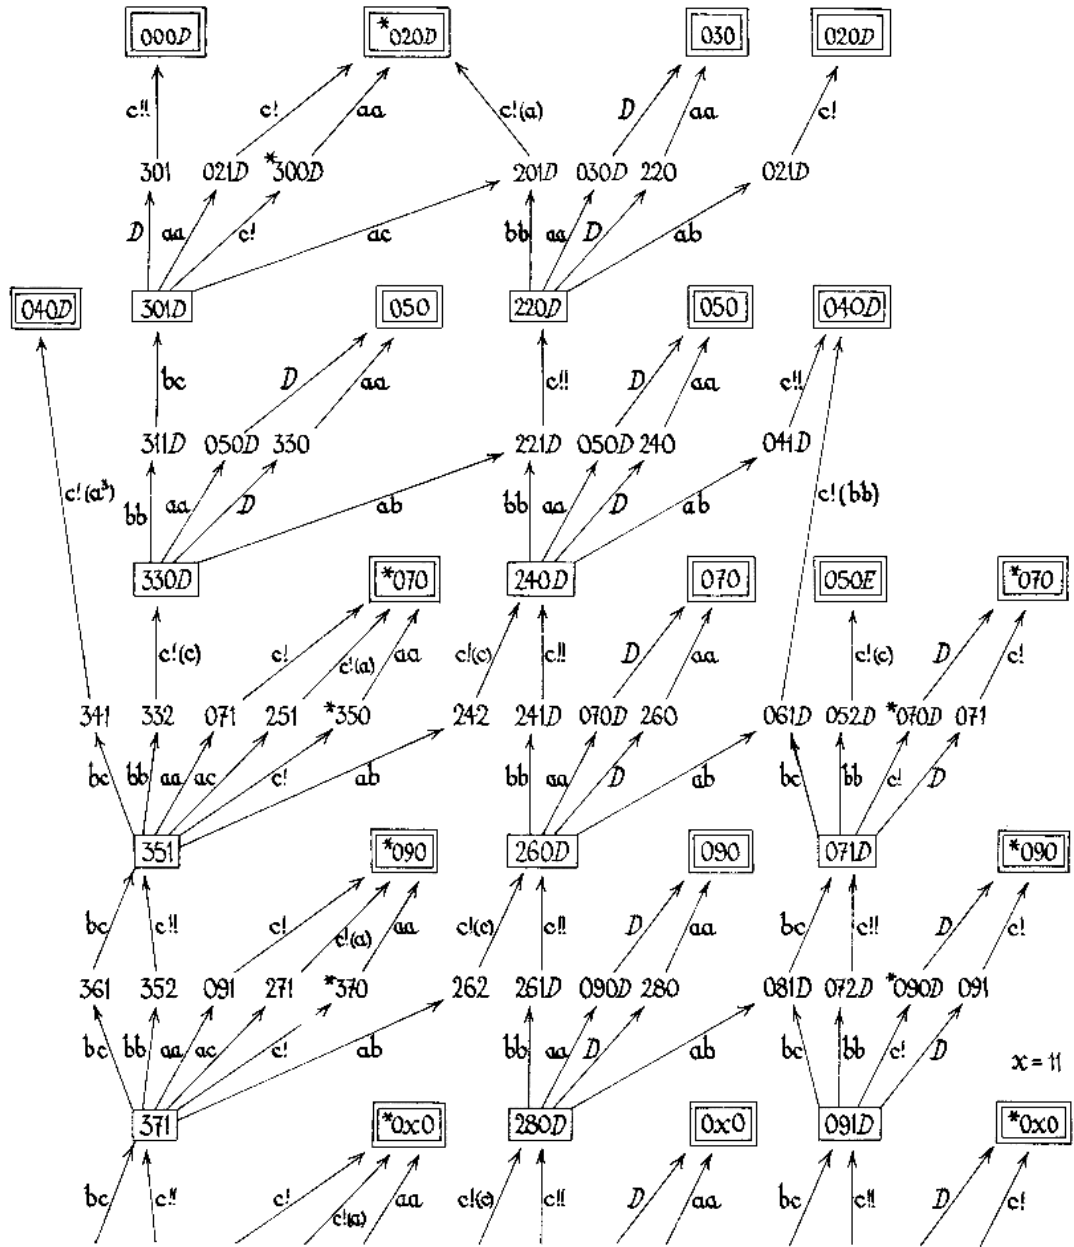 000D *020D 030 020D
c!! c! aa c!(a) D aa c!
301 021D *300D 201D 030D 220 021D
D aa c! ac bb aa D ab
040D 301D 050 220D 050 040D
bc D aa c!! D aa c!!
311D 050D 330 221D 050D 240 041D
c!(a³) bb aa D ab bb aa D ab c!(bb)
330D *070 240D 070 050E *070
c!(c) c! c!(a) aa c!(c) c!! D aa c!(c) D c!
341 332 071 251 *350 242 241D 070D 260 061D 052D *070D 071
bc bb aa ac c! ab bb aa D ab bc bb c! D
351 *090 260D 090 071D *090
bc c!! c! c!(a) aa c!(c) c!! D aa bc c!! D c!
361 352 091 271 *370 262 261D 090D 280 081D 072D *090D 091
bc bb aa ac c! ab bb aa D ab bc bb c! D
x = 11
371 *0x0 280D 0x0 091D *0x0
bc c!! c! c!(a) aa c!(c) c!! D aa bc c!! D c!